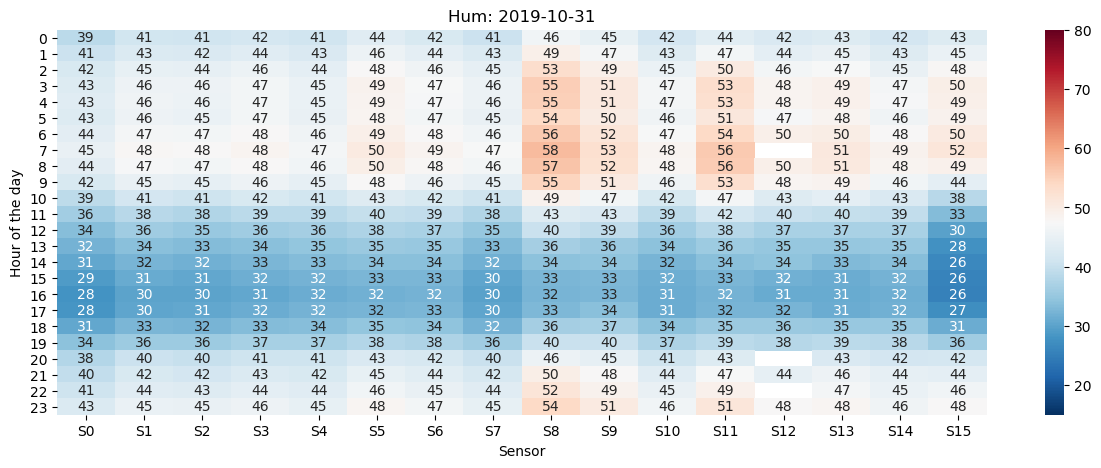 Hum: 2019-10-31
Hour of the day
0 39 41 41 42 41 44 42 41 46 45 42 44 42 43 42 43
1 41 43 42 44 43 46 44 43 49 47 43 47 44 45 43 45
2 42 45 44 46 44 48 46 45 53 49 45 50 46 47 45 48
3 43 46 46 47 45 49 47 46 55 51 47 53 48 49 47 50
4 43 46 46 47 45 49 47 46 55 51 47 53 48 49 47 49
5 43 46 45 47 45 48 47 45 54 50 46 51 47 48 46 49
6 44 47 47 48 46 49 48 46 56 52 47 54 50 50 48 50
7 45 48 48 48 47 50 49 47 58 53 48 56 51 49 52
8 44 47 47 48 46 50 48 46 57 52 48 56 50 51 48 49
9 42 45 45 46 45 48 46 45 55 51 46 53 48 49 46 44
10 39 41 41 42 41 43 42 41 49 47 42 47 43 44 43 38
11 36 38 38 39 39 40 39 38 43 43 39 42 40 40 39 33
12 34 36 35 36 36 38 37 35 40 39 36 38 37 37 37 30
13 32 34 33 34 35 35 35 33 36 36 34 36 35 35 35 28
14 31 32 32 33 33 34 34 32 34 34 32 34 34 33 34 26
15 29 31 31 32 32 33 33 30 33 33 32 33 32 31 32 26
16 28 30 30 31 32 32 32 30 32 33 31 32 31 31 32 26
17 28 30 31 32 32 32 33 30 33 34 31 32 32 31 32 27
18 31 33 32 33 34 35 34 32 36 37 34 35 36 35 35 31
19 34 36 36 37 37 38 38 36 40 40 37 39 38 39 38 36
20 38 40 40 41 41 43 42 40 46 45 41 43 43 42 42
21 40 42 42 43 42 45 44 42 50 48 44 47 44 46 44 44
22 41 44 43 44 44 46 45 44 52 49 45 49 47 45 46
23 43 45 45 46 45 48 47 45 54 51 46 51 48 48 46 48
S0 S1 S2 S3 S4 S5 S6 S7 S8 S9 S10 S11 S12 S13 S14 S15
Sensor
80
70
60
50
40
30
20